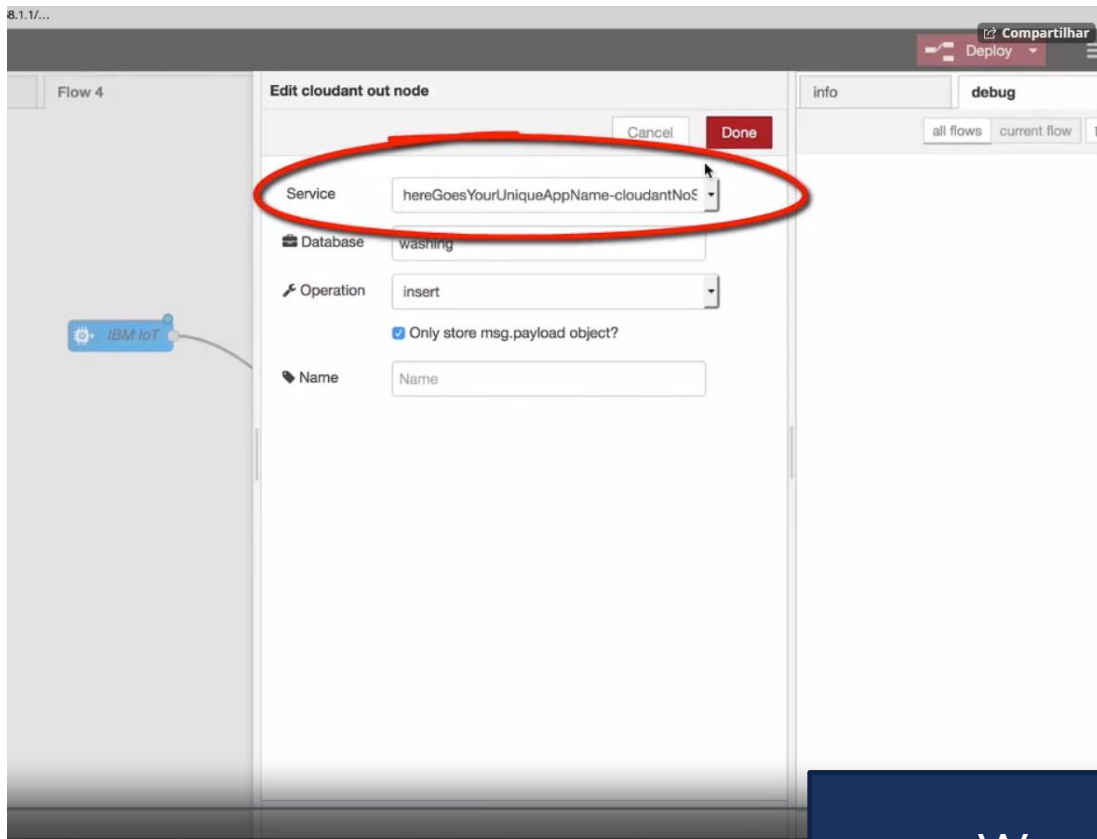 8.1.1/...
Compartilhar
Deploy
Flow 4
Edit cloudant out node
info
debug
Cancel
Done
all flows
current flow
Service
hereGoesYourUniqueAppName-cloudantNoS
Database
washing
Operation
insert
IBM IoT
Only store msg.payload object?
Name
Name